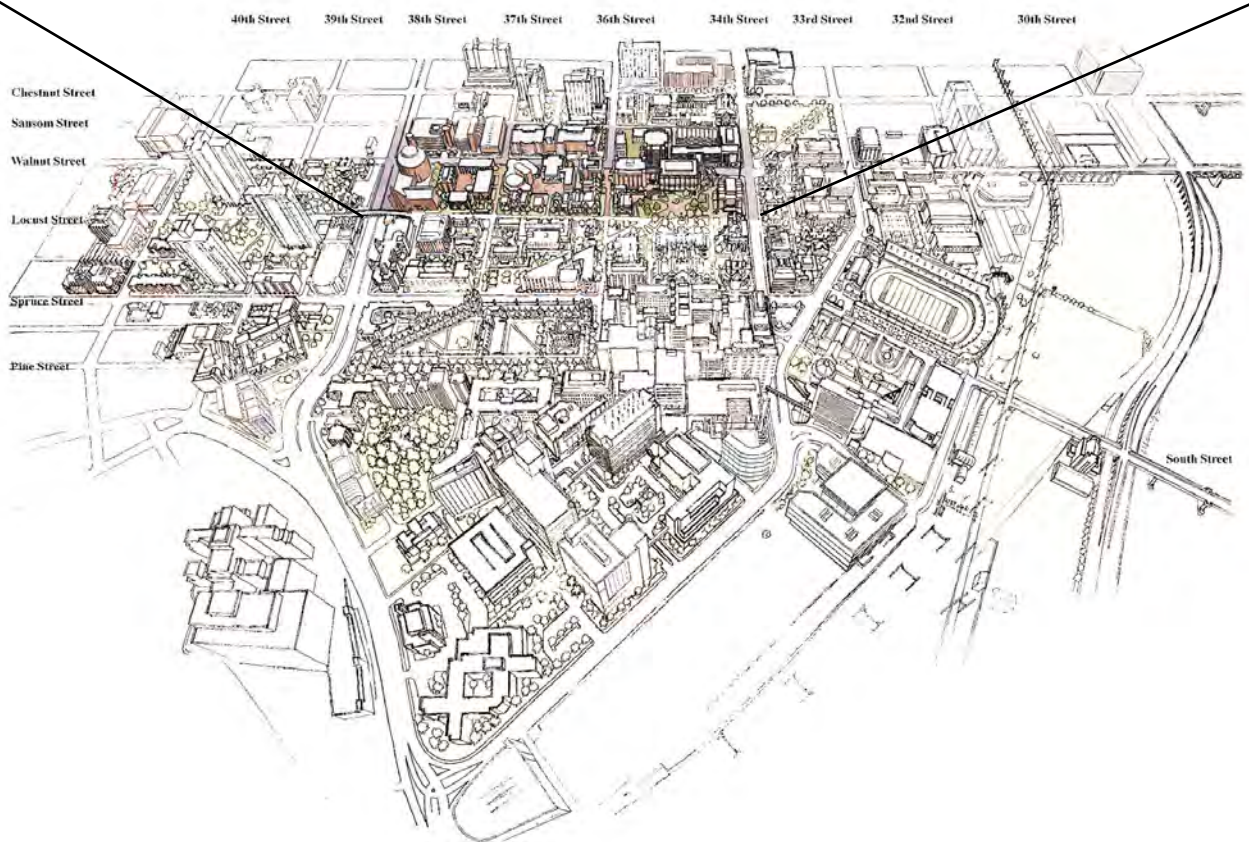 40th Street 39th Street 38th Street 37th Street 36th Street 34th Street 33rd Street 32nd Street 30th Street
Chestnut Street
Sansom Street
Walnut Street
Locust Street
Spruce Street
Pine Street
South Street